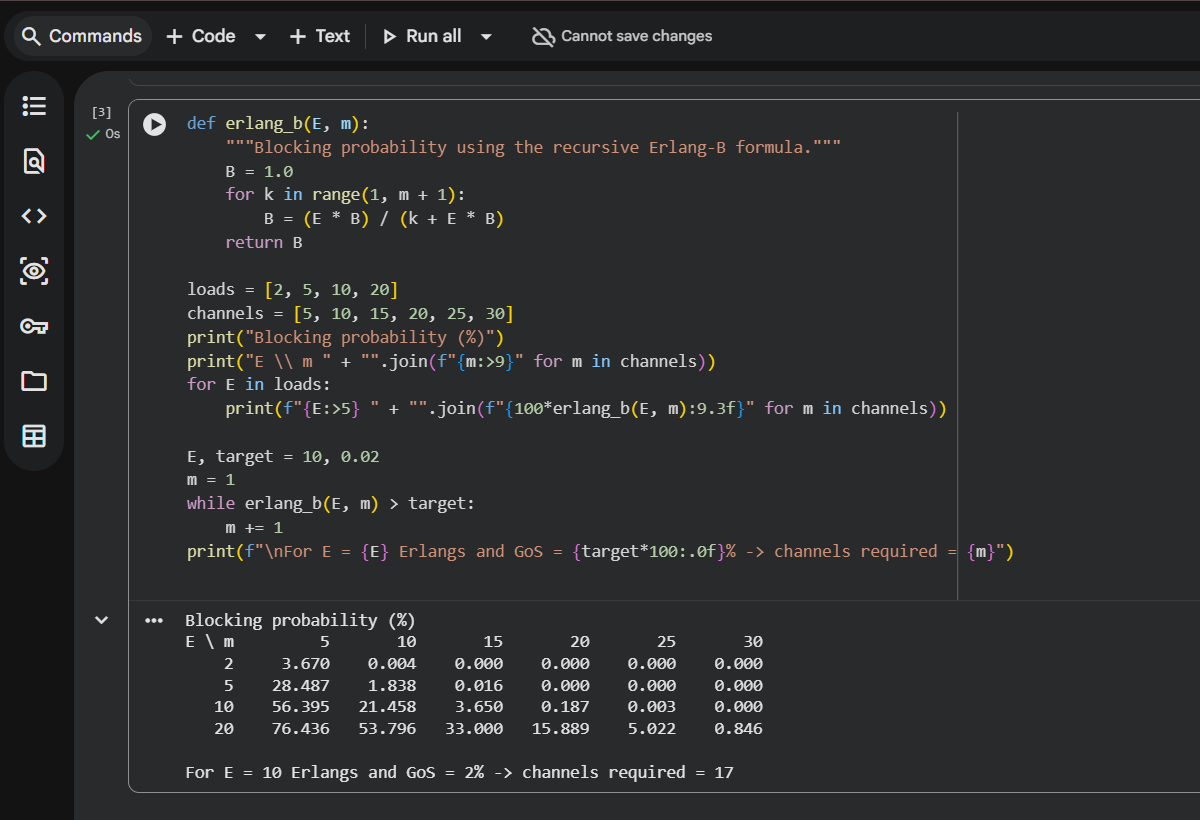 Commands + Code + Text Run all Cannot save changes
[3]
0s
def erlang_b(E, m):
    """Blocking probability using the recursive Erlang-B formula."""
    B = 1.0
    for k in range(1, m + 1):
        B = (E * B) / (k + E * B)
    return B
loads = [2, 5, 10, 20]
channels = [5, 10, 15, 20, 25, 30]
print("Blocking probability (%)")
print("E \\ m " + "".join(f"{m:>9}" for m in channels))
for E in loads:
    print(f"{E:>5} " + "".join(f"{100*erlang_b(E, m):9.3f}" for m in channels))
E, target = 10, 0.02
m = 1
while erlang_b(E, m) > target:
    m += 1
print(f"\nFor E = {E} Erlangs and GoS = {target*100:.0f}% -> channels required = {m}")
Blocking probability (%)
E \ m         5       10       15       20       25       30
    2     3.670    0.004    0.000    0.000    0.000    0.000
    5    28.487    1.838    0.016    0.000    0.000    0.000
   10    56.395   21.458    3.650    0.187    0.003    0.000
   20    76.436   53.796   33.000   15.889    5.022    0.846
For E = 10 Erlangs and GoS = 2% -> channels required = 17